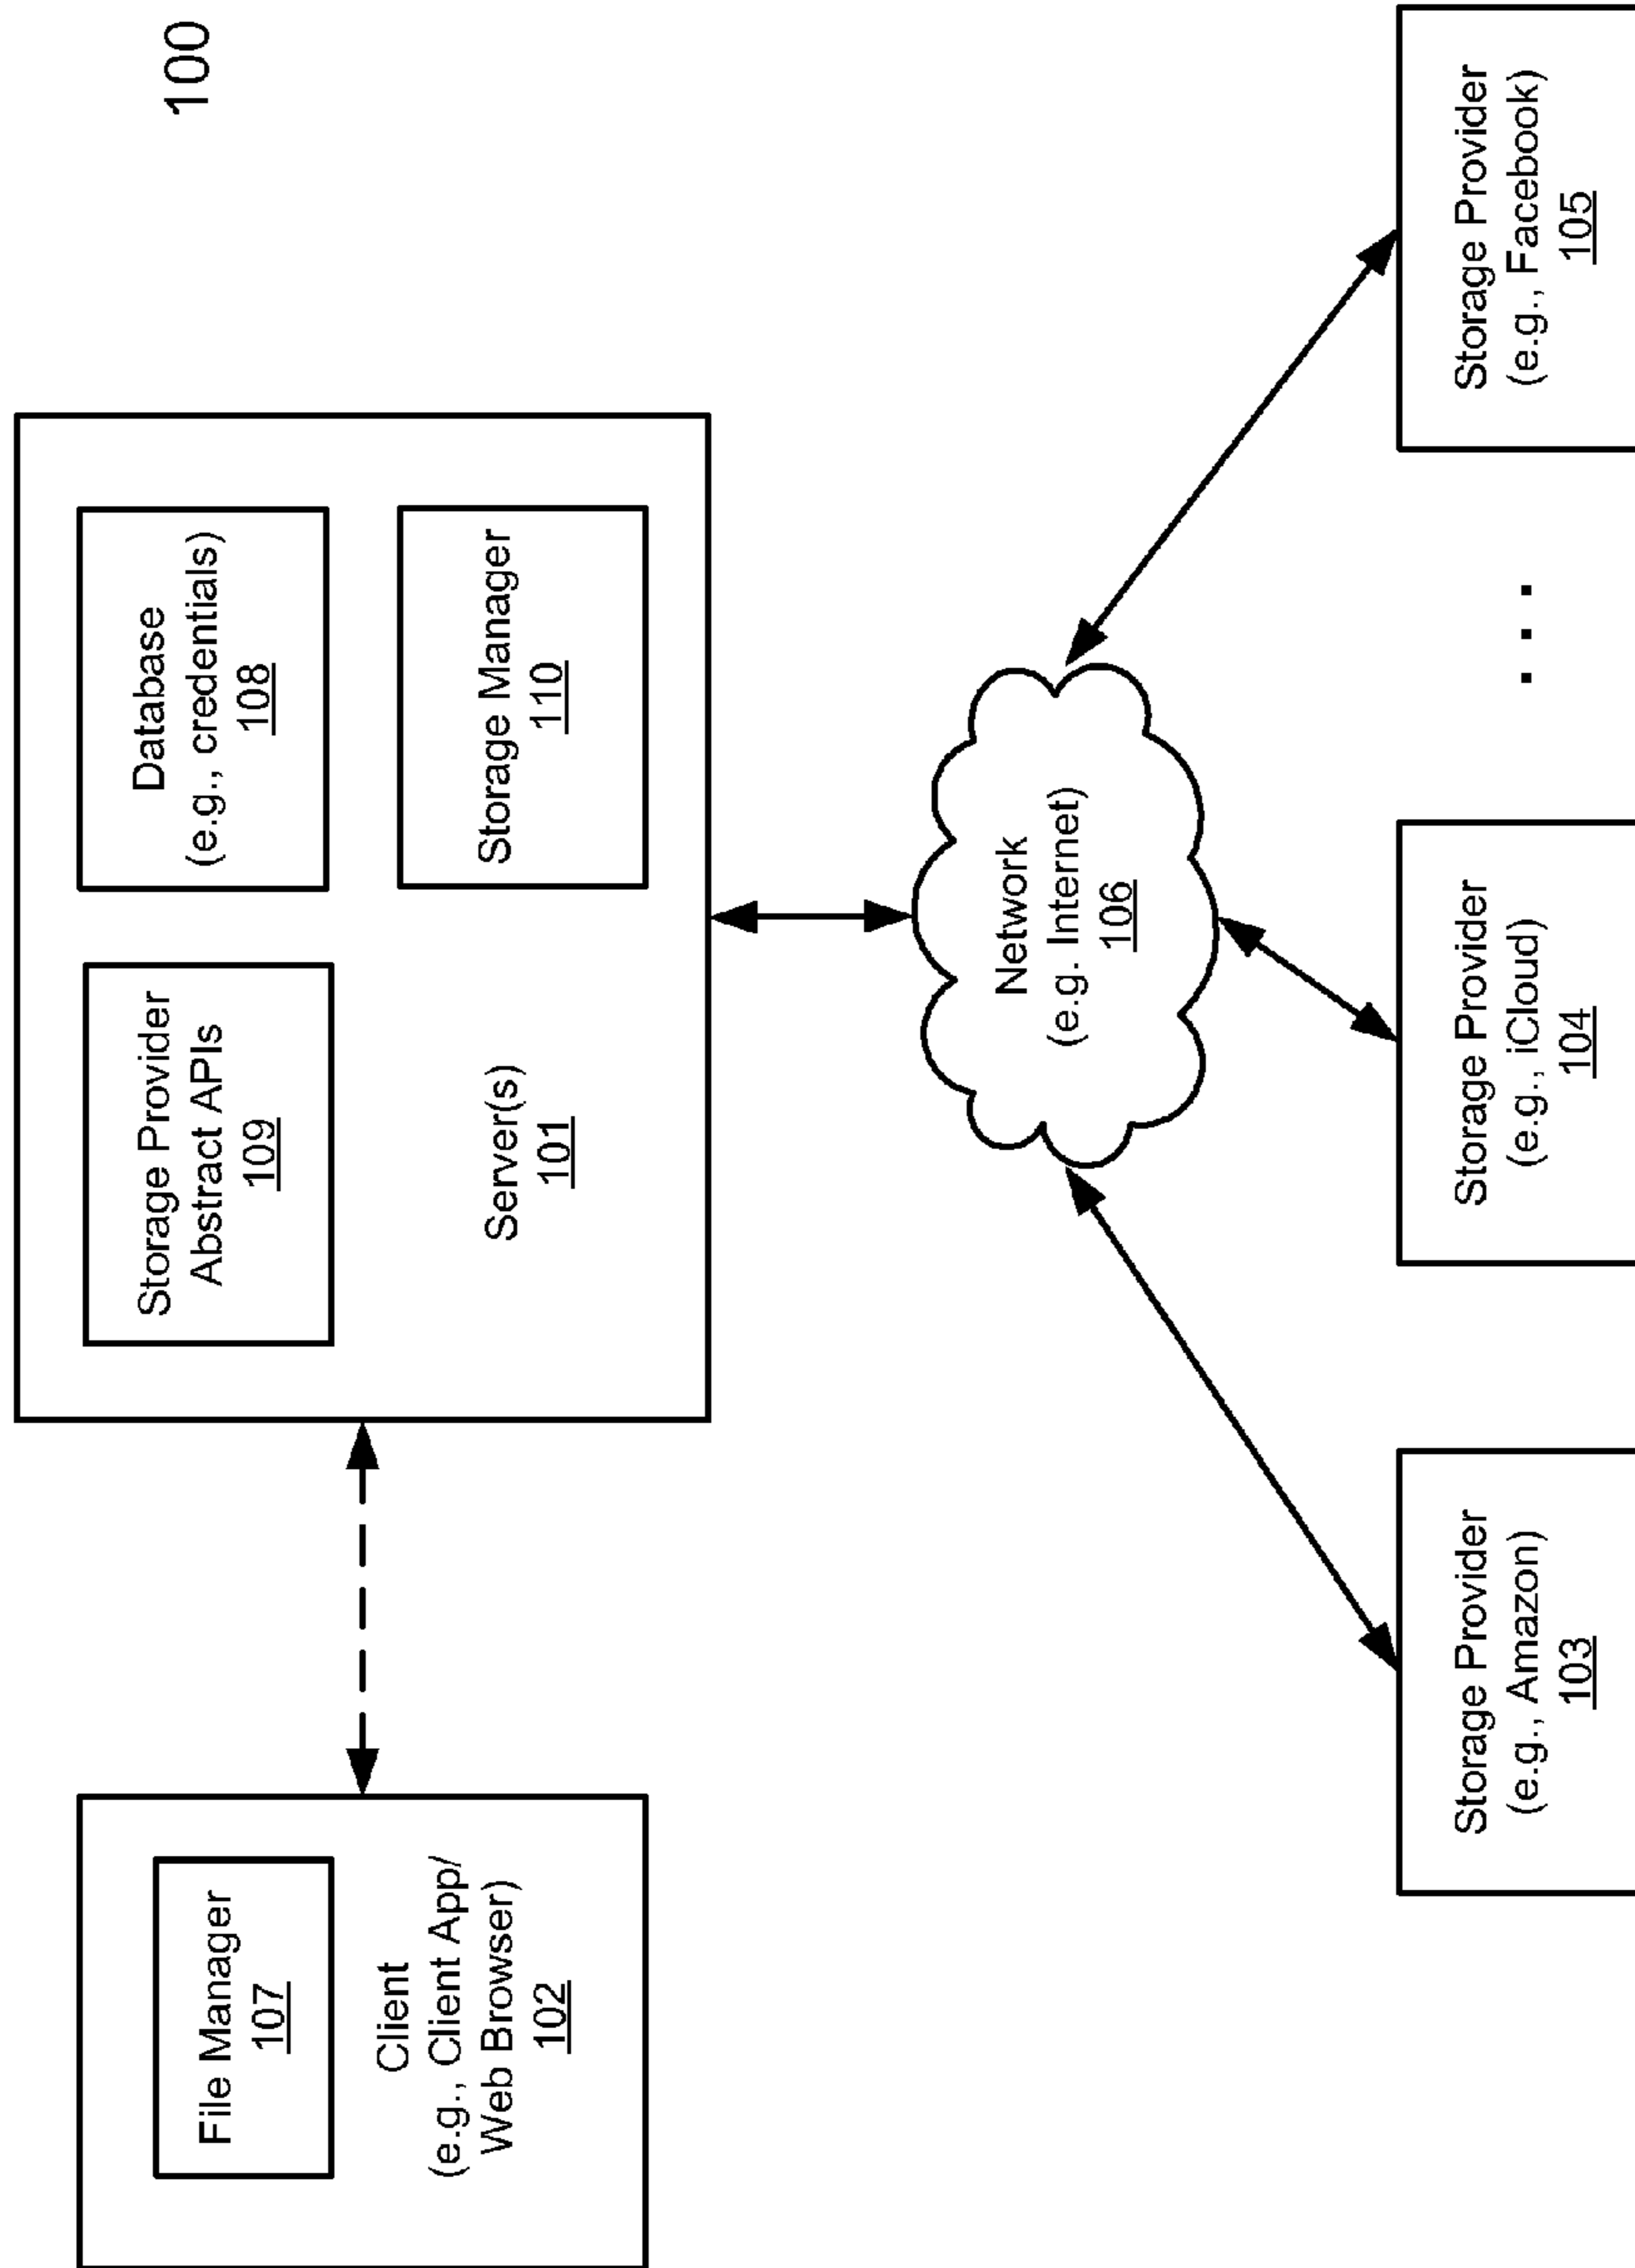 100
File Manager
107
Client
(e.g., Client App/
Web Browser)
102
Storage Provider
Abstract APIs
109
Database
(e.g., credentials)
108
Server(s)
101
Storage Manager
110
Network
(e.g. Internet)
106
Storage Provider
(e.g., Amazon)
103
Storage Provider
(e.g., iCloud)
104
. . .
Storage Provider
(e.g., Facebook)
105